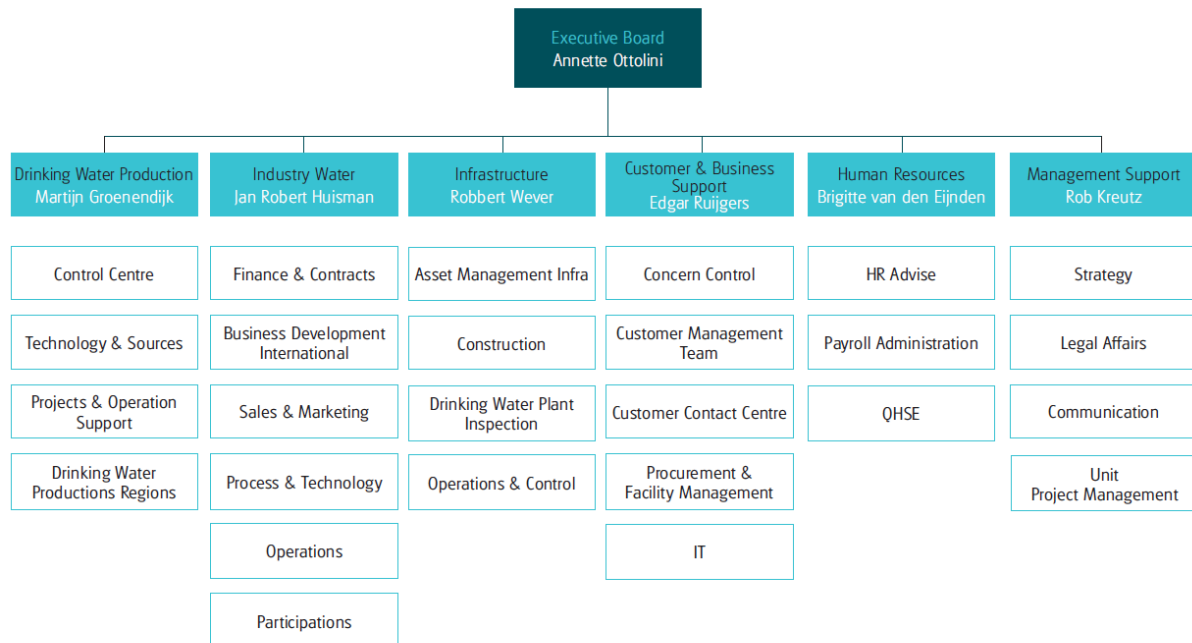 Executive Board
Annette Ottolini
Drinking Water Production
Martijn Groenendijk
Industry Water
Jan Robert Huisman
Infrastructure
Robbert Wever
Customer & Business
Support
Edgar Ruijgers
Human Resources
Brigitte van den Eijnden
Management Support
Rob Kreutz
Control Centre
Finance & Contracts
Asset Management Infra
Concern Control
HR Advise
Strategy
Technology & Sources
Business Development
International
Construction
Customer Management
Team
Payroll Administration
Legal Affairs
Projects & Operation
Support
Sales & Marketing
Drinking Water Plant
Inspection
Customer Contact Centre
QHSE
Communication
Drinking Water
Productions Regions
Process & Technology
Operations & Control
Procurement &
Facility Management
Unit
Project Management
Operations
IT
Participations